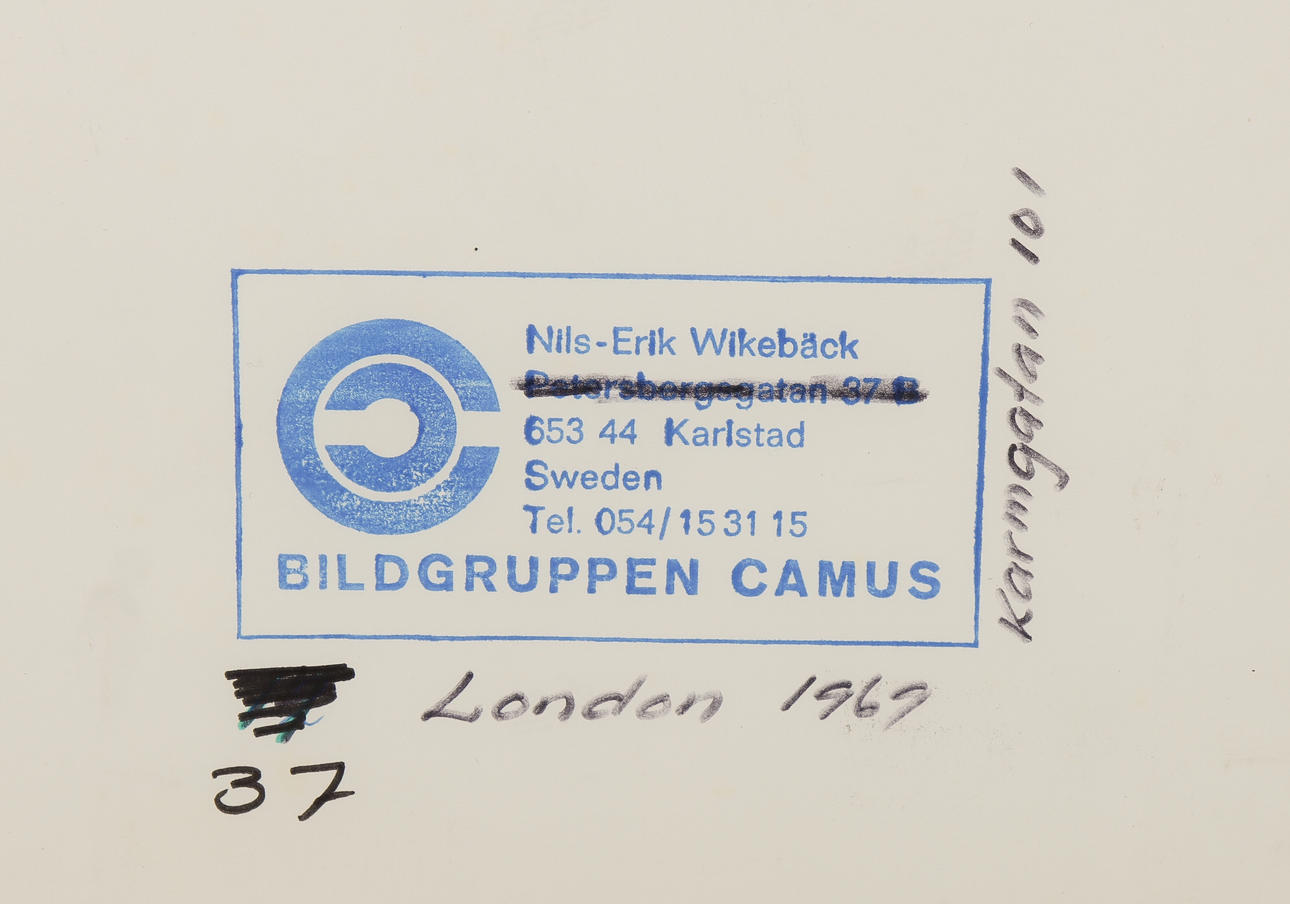 Nils-Erik Wikebäck
Petersborgsgatan 37 B
653 44 Karlstad
Sweden
Tel. 054/15 31 15
BILDGRUPPEN CAMUS
Karmgatan 101
London 1969
37